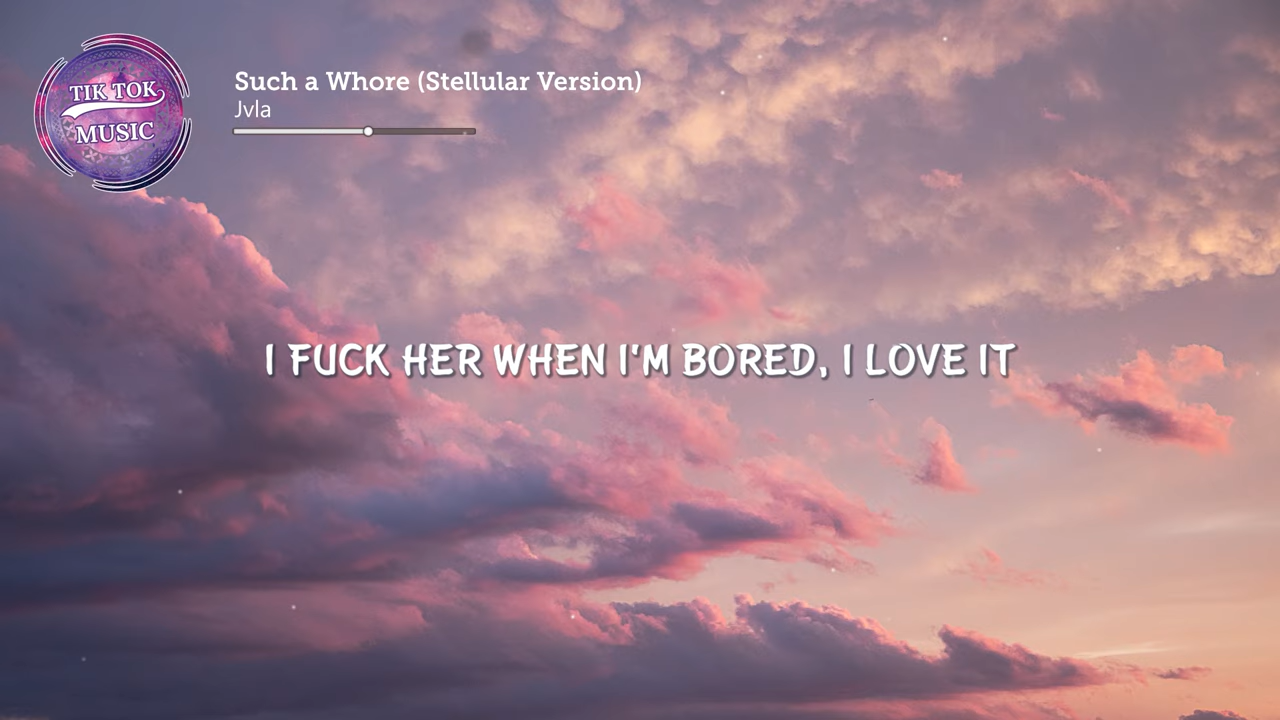 TIK TOK
MUSIC
Such a Whore (Stellular Version)
Jvla
I FUCK HER WHEN I'M BORED, I LOVE IT